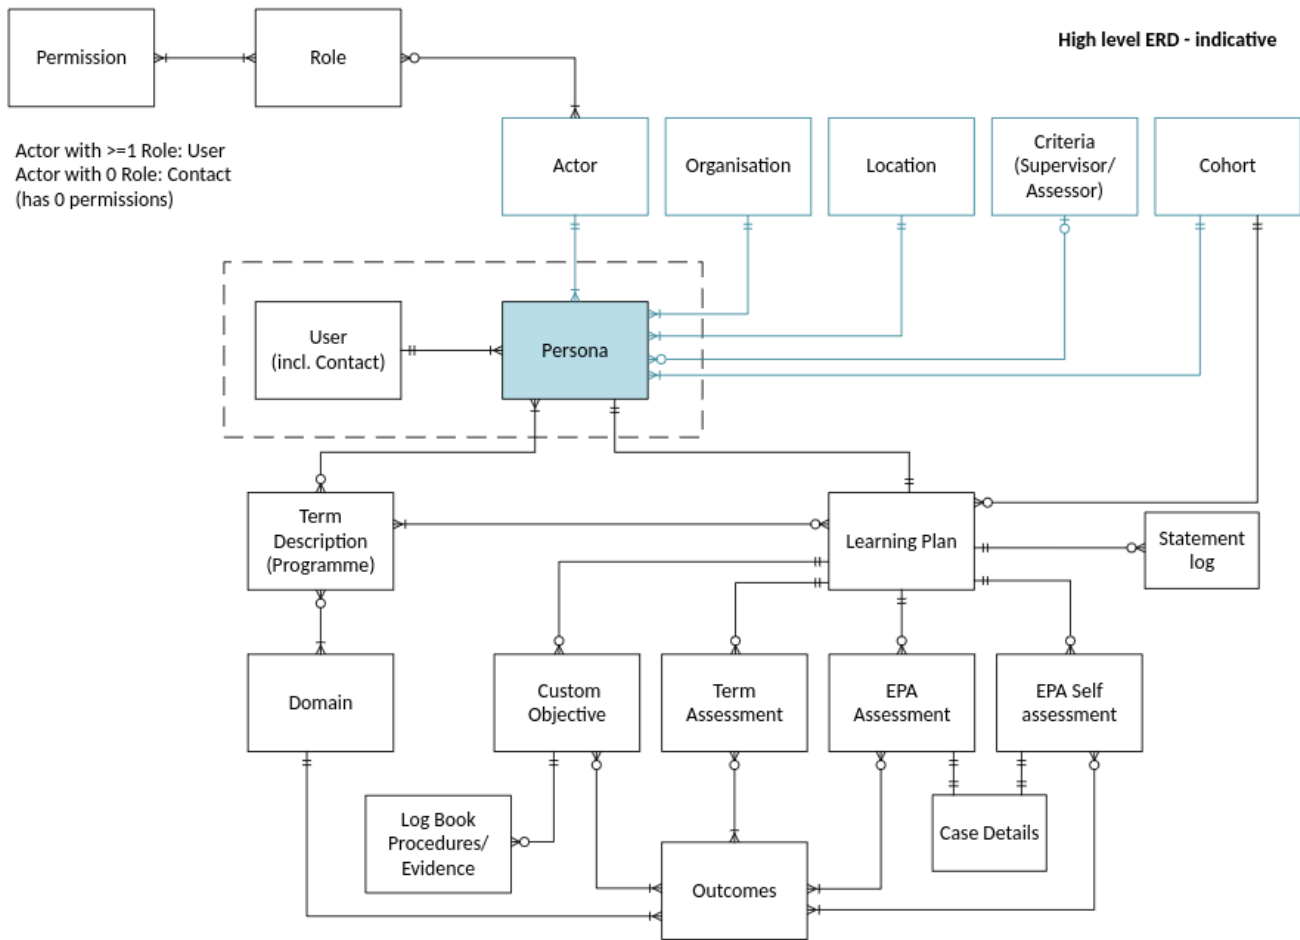 High level ERD - indicative
Permission
Role
Actor with >=1 Role: User
Actor with 0 Role: Contact
(has 0 permissions)
Actor
Organisation
Location
Criteria
(Supervisor/
Assessor)
Cohort
User
(incl. Contact)
Persona
Term
Description
(Programme)
Learning Plan
Statement
log
Domain
Custom
Objective
Term
Assessment
EPA
Assessment
EPA Self
assessment
Log Book
Procedures/
Evidence
Case Details
Outcomes